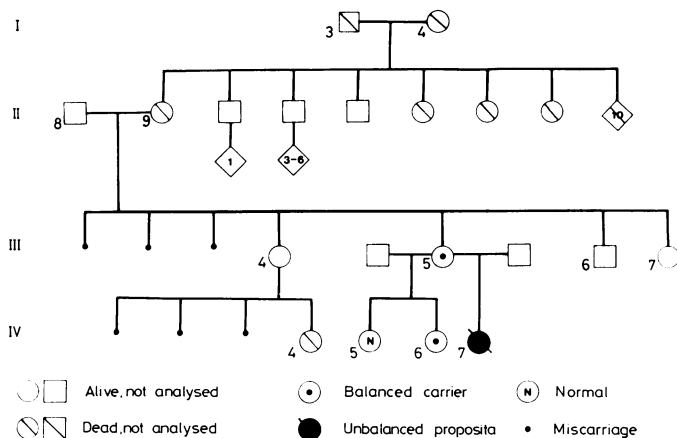 I
3 4
II
8 9 10
1 3-6
III
4 5 6 7
IV
4 5 N 6 7
Alive, not analysed Balanced carrier N Normal
Dead, not analysed Unbalanced proposita Miscarriage